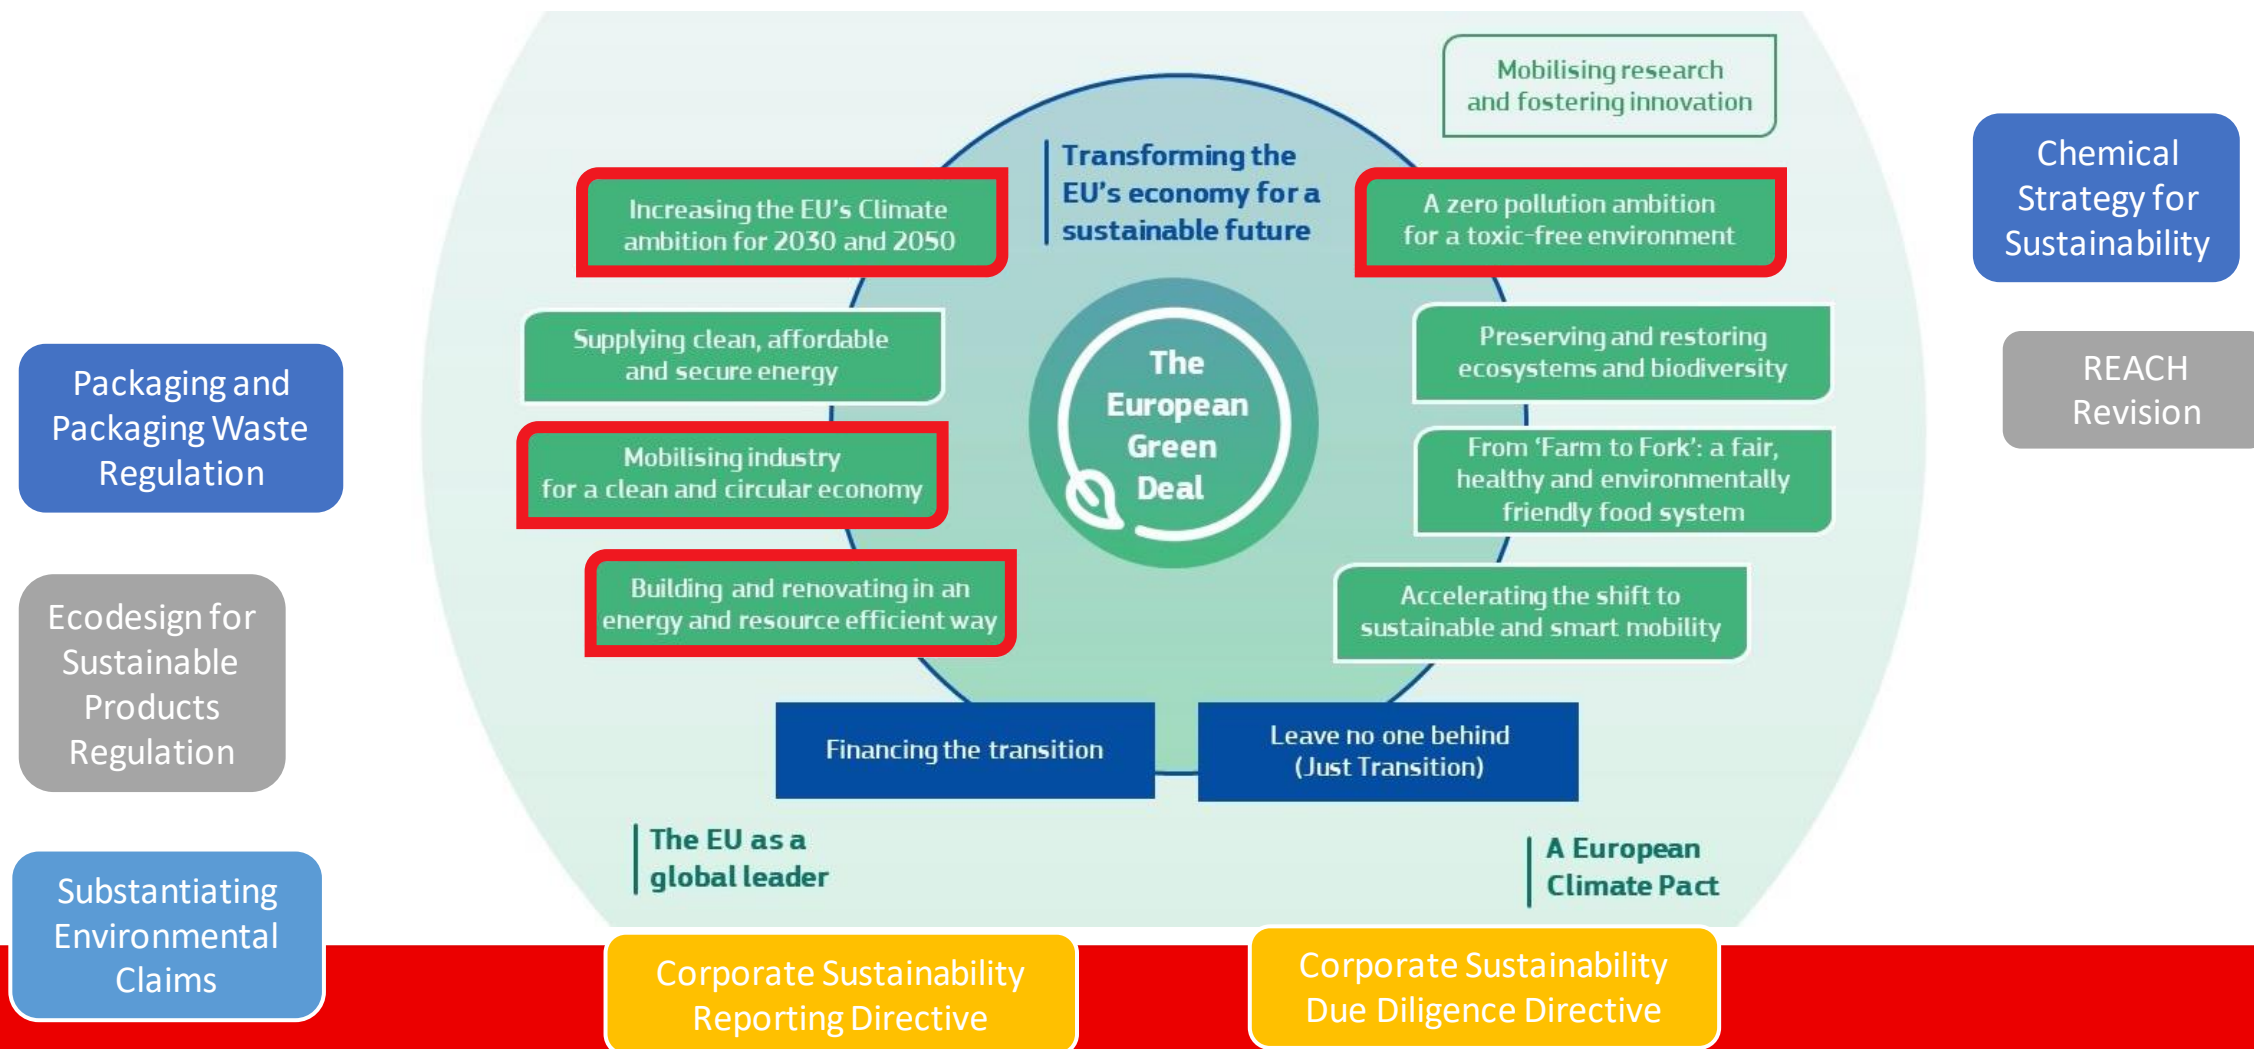 Mobilising research
and fostering innovation
Transforming the
EU's economy for a
sustainable future
Increasing the EU's Climate
ambition for 2030 and 2050
A zero pollution ambition
for a toxic-free environment
Chemical
Strategy for
Sustainability
Supplying clean, affordable
and secure energy
The
European
Green
Deal
Preserving and restoring
ecosystems and biodiversity
REACH
Revision
Packaging and
Packaging Waste
Regulation
Mobilising industry
for a clean and circular economy
From ‘Farm to Fork’: a fair,
healthy and environmentally
friendly food system
Building and renovating in an
energy and resource efficient way
Accelerating the shift to
sustainable and smart mobility
Ecodesign for
Sustainable
Products
Regulation
Financing the transition
Leave no one behind
(Just Transition)
The EU as a
global leader
A European
Climate Pact
Substantiating
Environmental
Claims
Corporate Sustainability
Reporting Directive
Corporate Sustainability
Due Diligence Directive